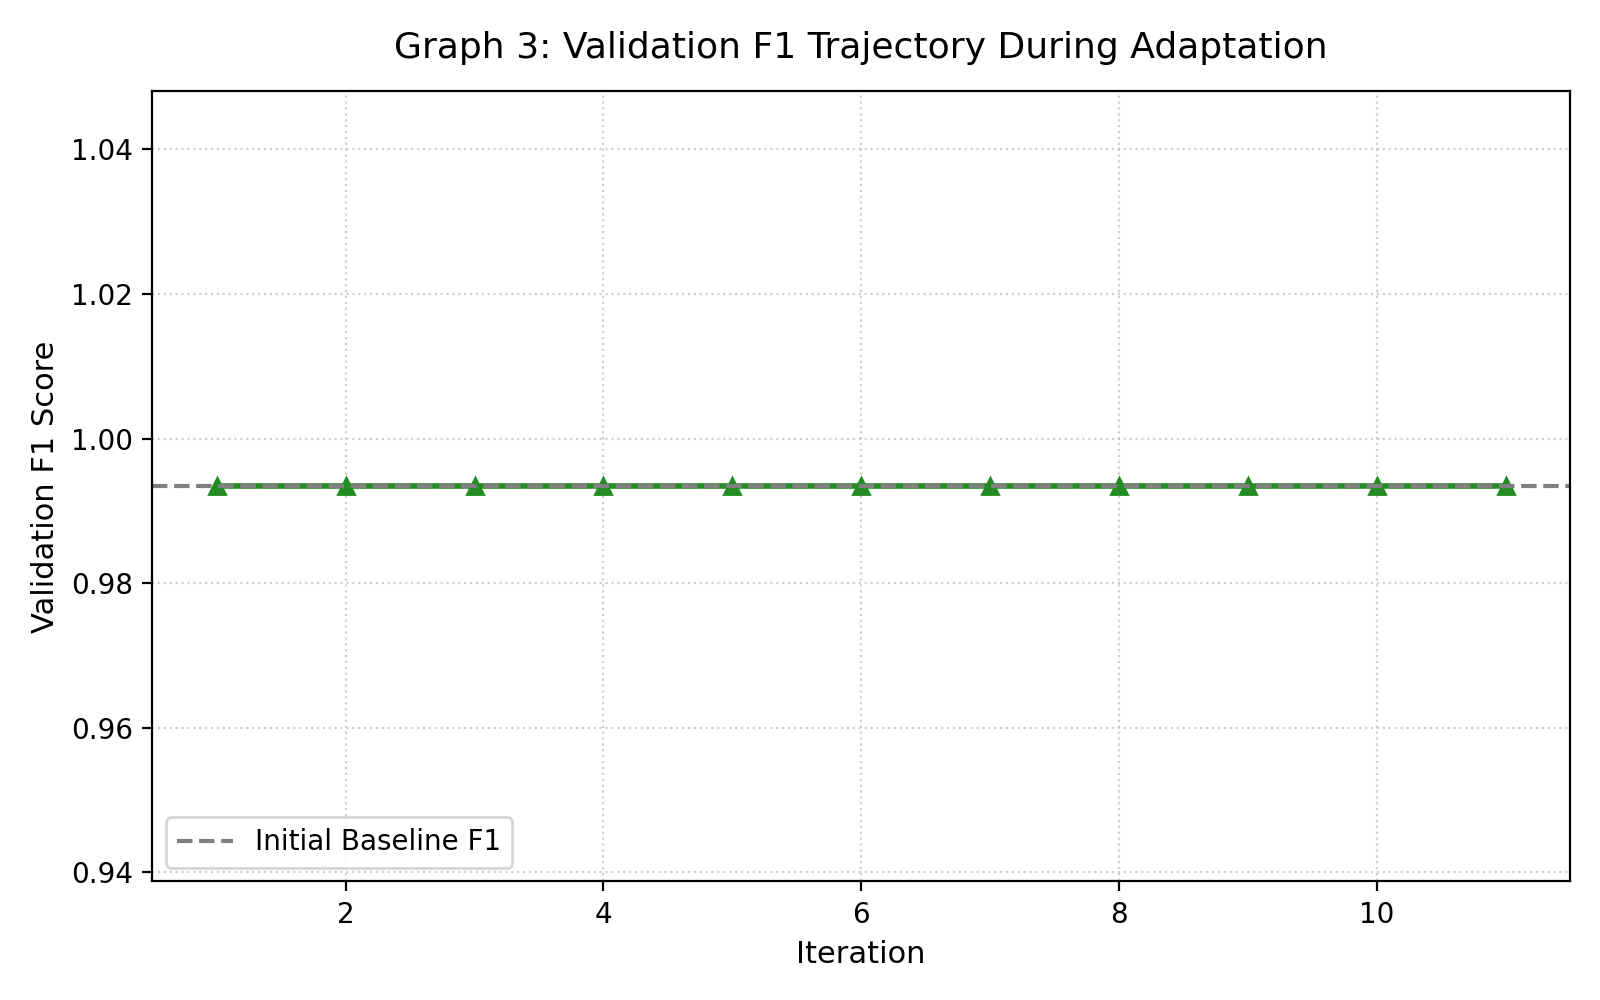 Graph 3: Validation F1 Trajectory During Adaptation
Validation F1 Score
1.04
1.02
1.00
0.98
0.96
0.94
Initial Baseline F1
2 4 6 8 10
Iteration